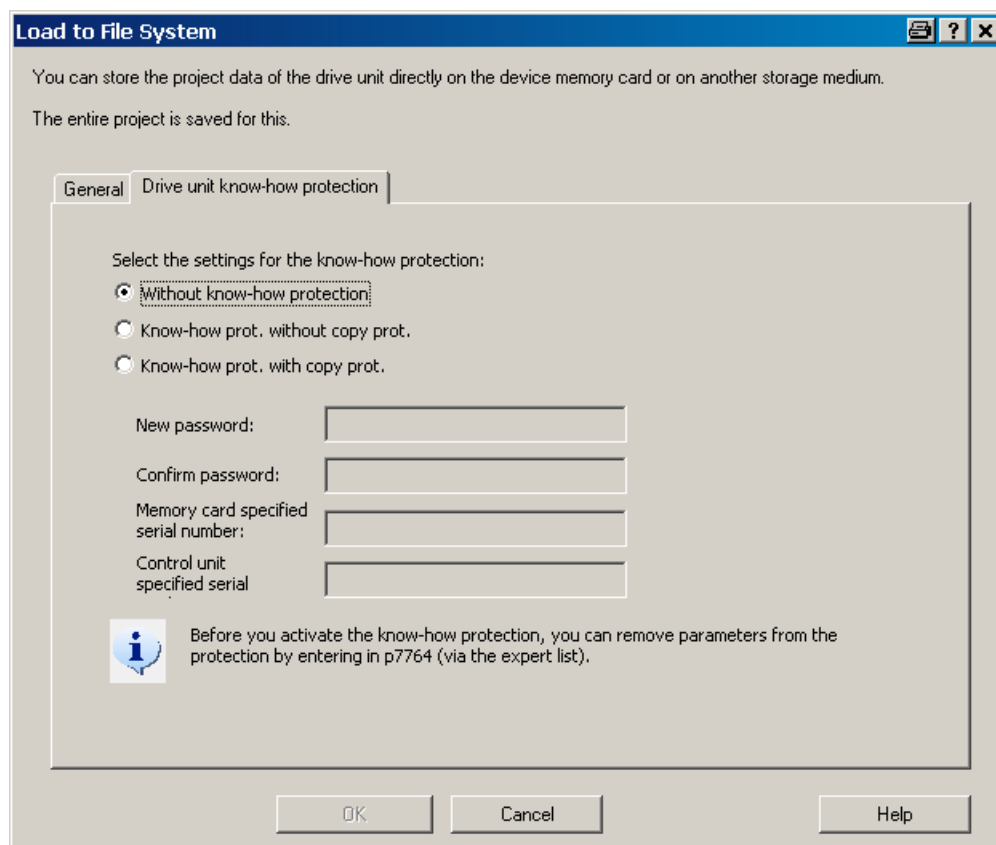 Load to File System
?
You can store the project data of the drive unit directly on the device memory card or on another storage medium.
The entire project is saved for this.
General
Drive unit know-how protection
Select the settings for the know-how protection:
Without know-how protection
Know-how prot. without copy prot.
Know-how prot. with copy prot.
New password:
Confirm password:
Memory card specified
serial number:
Control unit
specified serial
i
Before you activate the know-how protection, you can remove parameters from the
protection by entering in p7764 (via the expert list).
OK
Cancel
Help